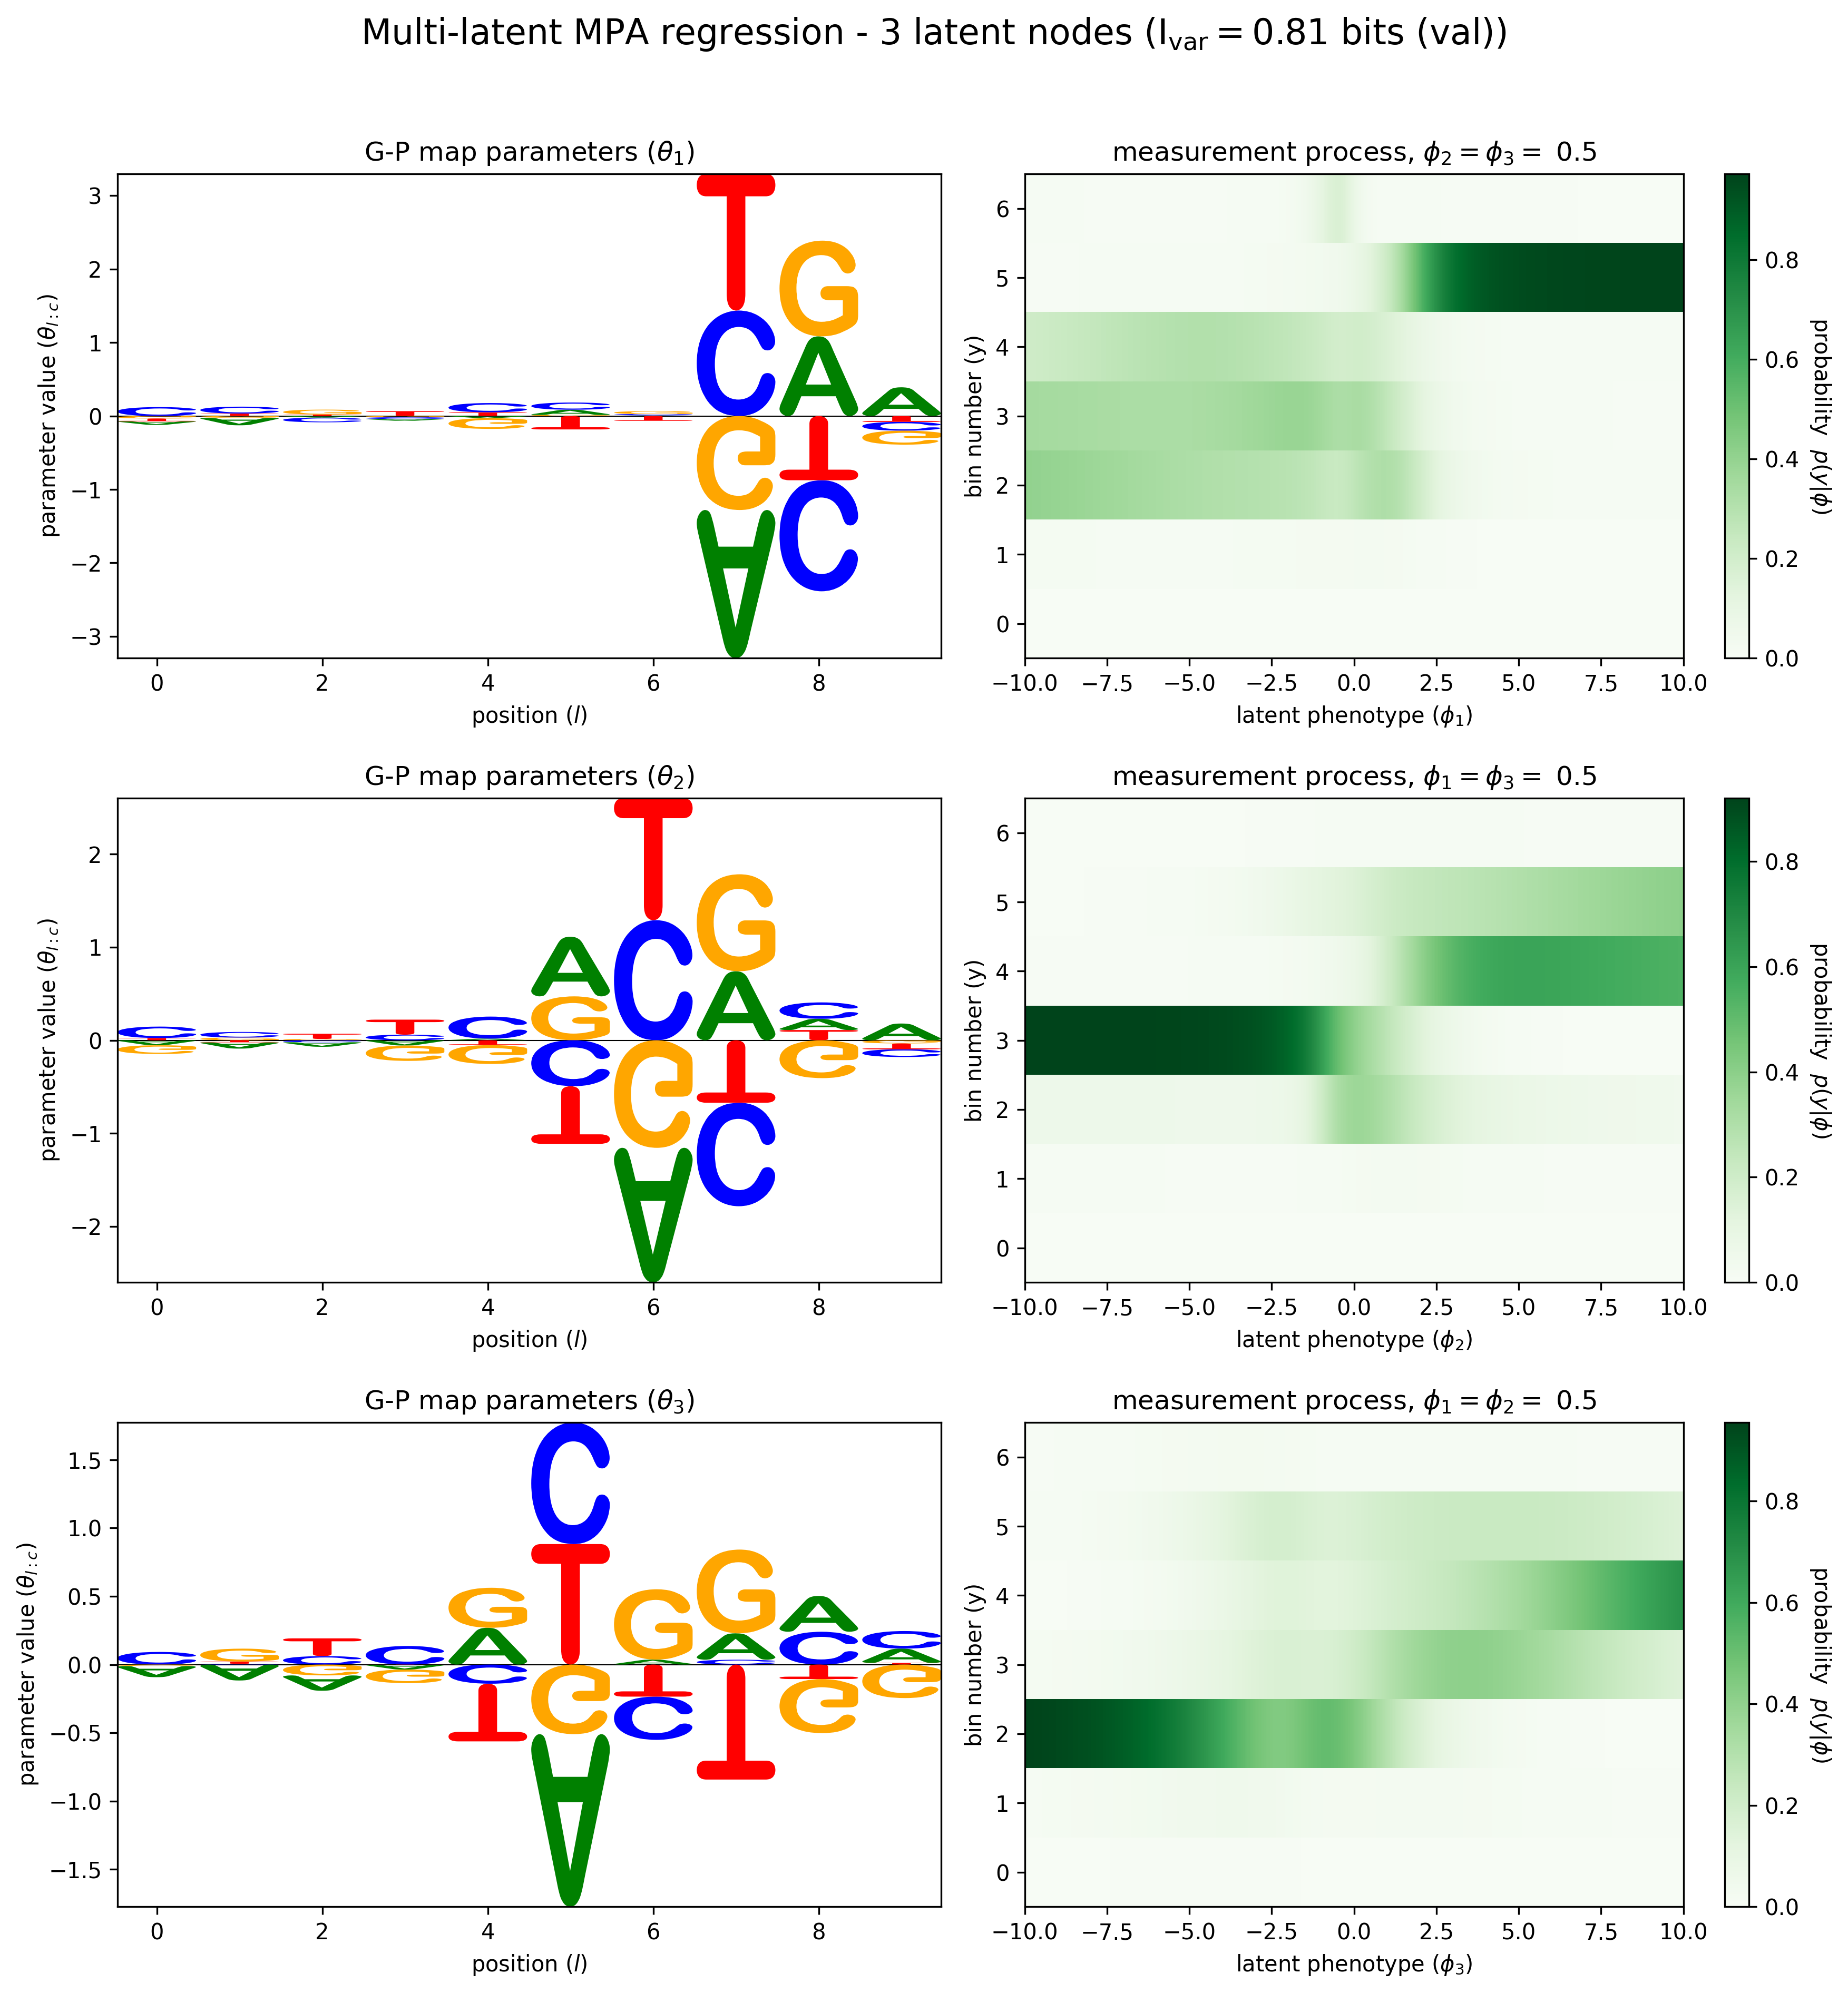 Multi-latent MPA regression - 3 latent nodes (I_var = 0.81 bits (val))
G-P map parameters (θ₁)
parameter value (θ_{l:c})
3
2
1
0
−1
−2
−3
T
C
G
A
G
A
T
C
A
T
C
G
0
2
4
6
8
position (l)
measurement process, ϕ₂ = ϕ₃ = 0.5
bin number (y)
6
5
4
3
2
1
0
−10.0 −7.5 −5.0 −2.5 0.0 2.5 5.0 7.5 10.0
latent phenotype (ϕ₁)
0.8
0.6
0.4
0.2
0.0
probability p(y|ϕ)
G-P map parameters (θ₂)
parameter value (θ_{l:c})
2
1
0
−1
−2
A
G
C
T
T
C
G
A
G
A
T
C
0
2
4
6
8
position (l)
measurement process, ϕ₁ = ϕ₃ = 0.5
bin number (y)
6
5
4
3
2
1
0
−10.0 −7.5 −5.0 −2.5 0.0 2.5 5.0 7.5 10.0
latent phenotype (ϕ₂)
0.8
0.6
0.4
0.2
0.0
probability p(y|ϕ)
G-P map parameters (θ₃)
parameter value (θ_{l:c})
1.5
1.0
0.5
0.0
−0.5
−1.0
−1.5
G
A
C
T
C
T
G
A
G
T
C
G
A
T
A
C
T
G
0
2
4
6
8
position (l)
measurement process, ϕ₁ = ϕ₂ = 0.5
bin number (y)
6
5
4
3
2
1
0
−10.0 −7.5 −5.0 −2.5 0.0 2.5 5.0 7.5 10.0
latent phenotype (ϕ₃)
0.8
0.6
0.4
0.2
0.0
probability p(y|ϕ)